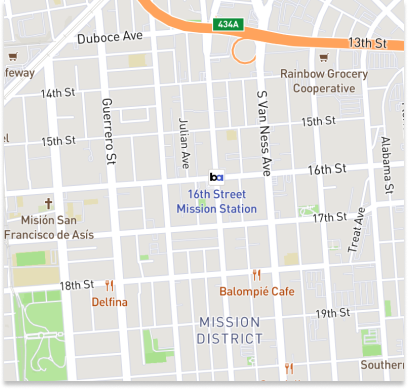 434A
Duboce Ave
13th St
feway
Rainbow Grocery
Cooperative
14th St
S Van Ness Ave
Guerrero St
Julian Ave
15th St
15th St
el
Alabama St
16th St
ba
16th Street
Mission Station
Misión San
Francisco de Asís
17th St
Treat Ave
18th St
Delfina
Balompié Cafe
19th St
MISSION
DISTRICT
Southern